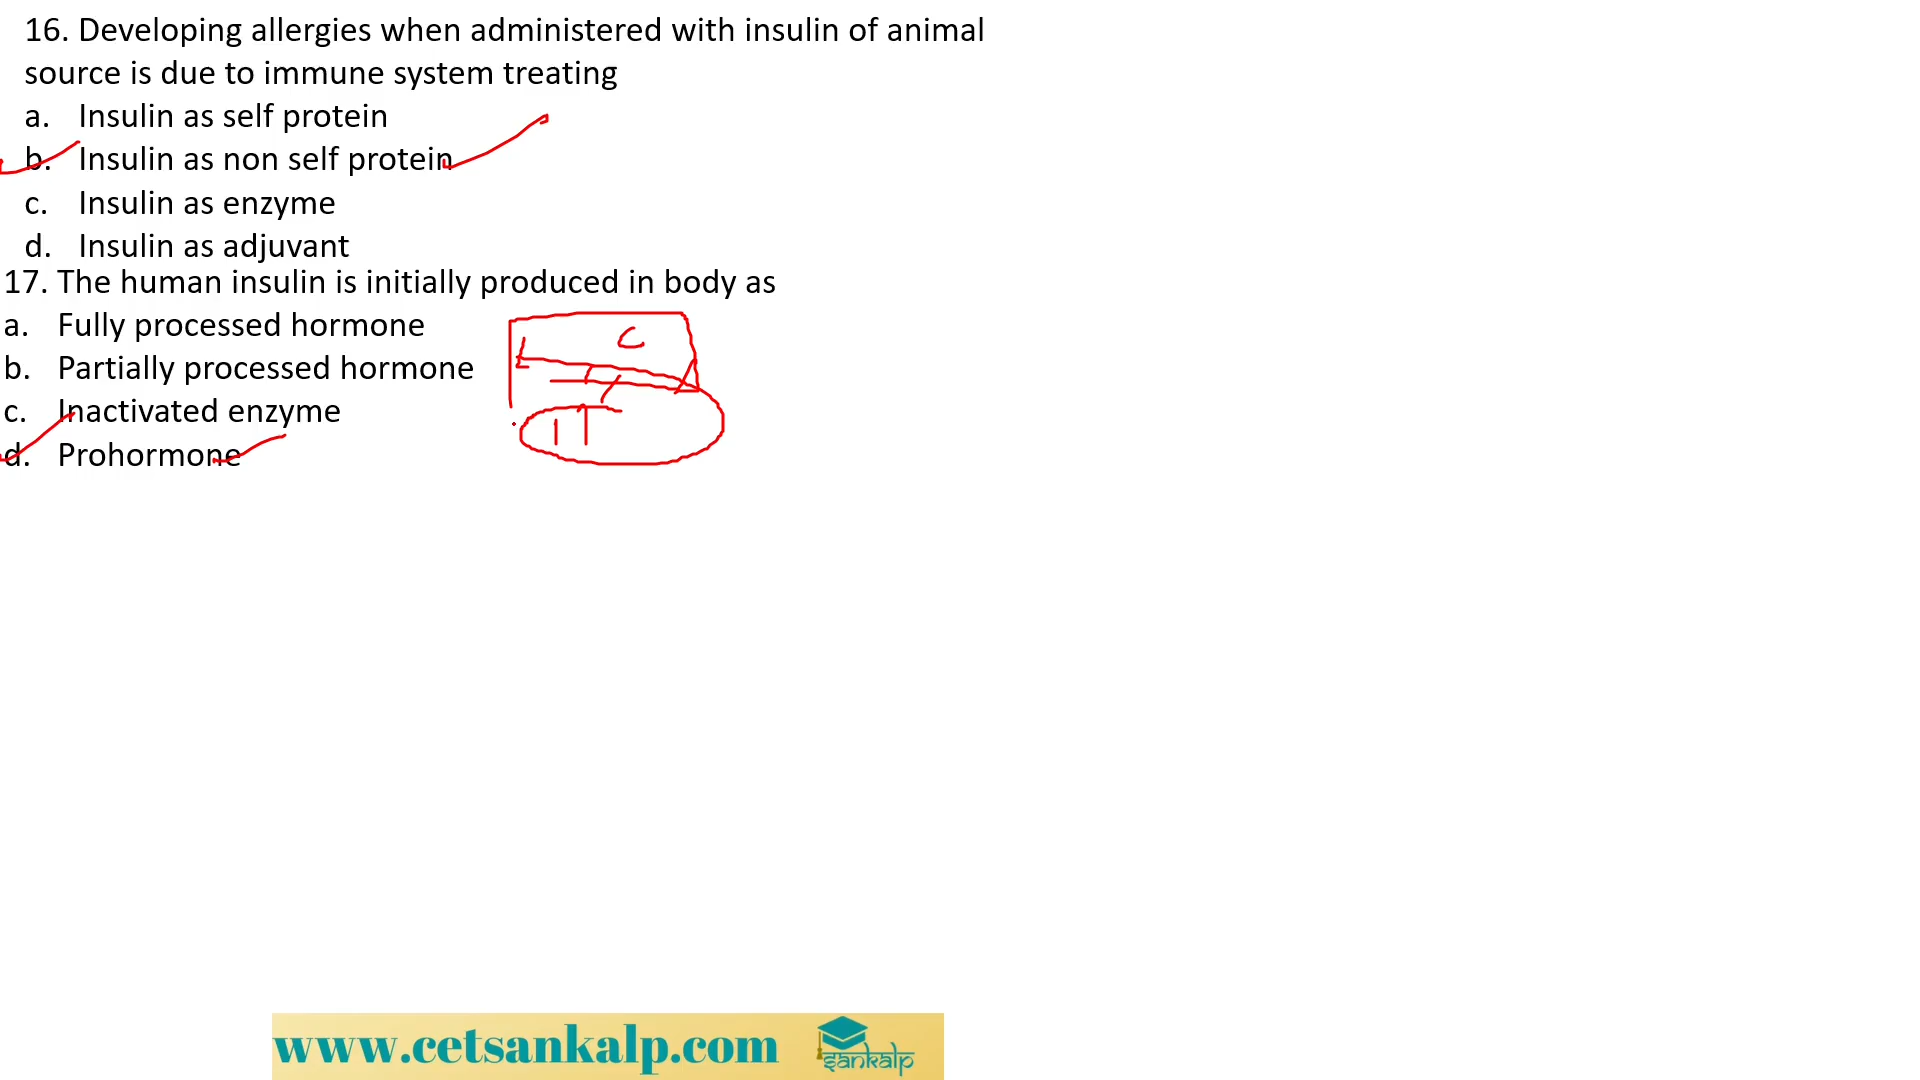 16. Developing allergies when administered with insulin of animal
source is due to immune system treating
a. Insulin as self protein
b. Insulin as non self protein
c. Insulin as enzyme
d. Insulin as adjuvant
17. The human insulin is initially produced in body as
a. Fully processed hormone
b. Partially processed hormone
c. Inactivated enzyme
d. Prohormone
C
www.cetsankalp.com
sankalp